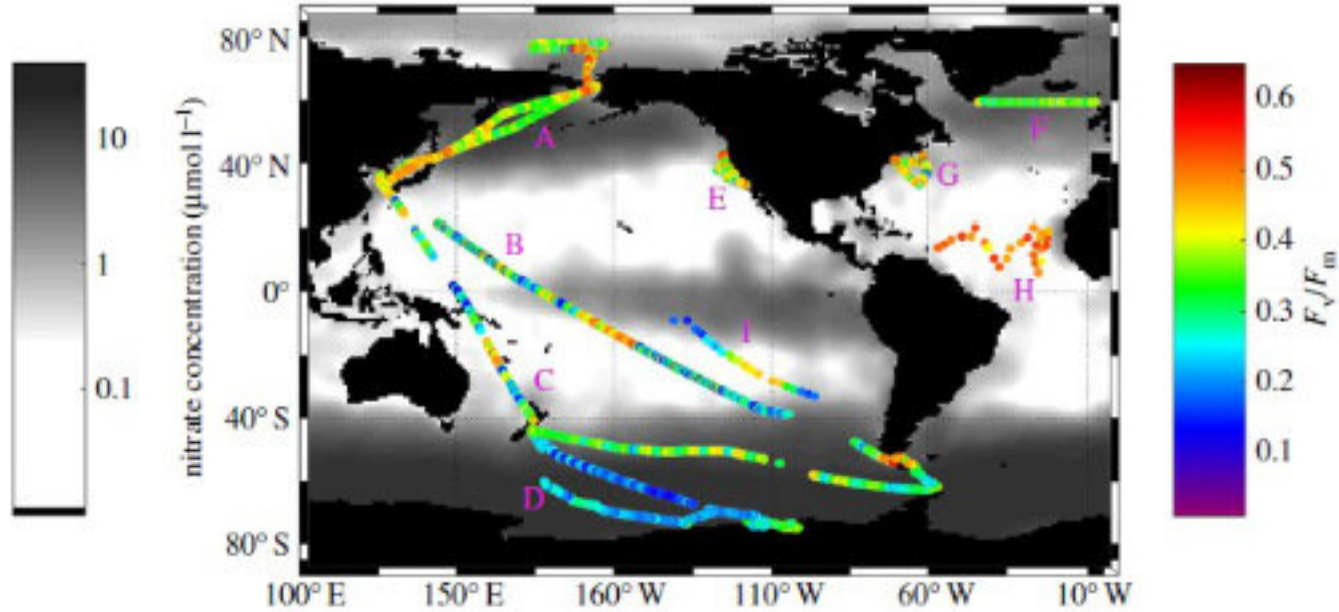 80° N
40° N
0°
40° S
80° S
100° E
150° E
160° W
110° W
60° W
10° W
nitrate concentration (µmol l⁻¹)
10
1
0.1
A
B
C
D
E
F
G
H
I
0.6
0.5
0.4
0.3
0.2
0.1
Fᵥ/Fₘ